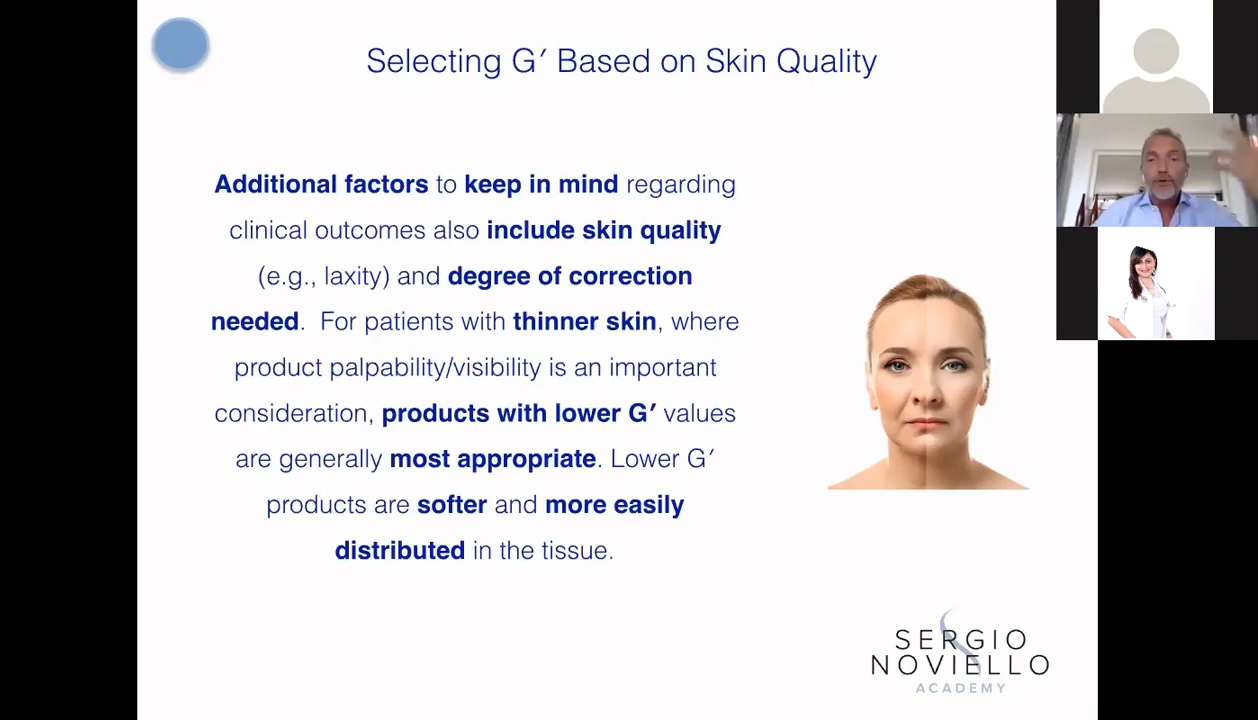 Selecting G′ Based on Skin Quality
Additional factors to keep in mind regarding
clinical outcomes also include skin quality
(e.g., laxity) and degree of correction
needed.  For patients with thinner skin, where
product palpability/visibility is an important
consideration, products with lower G′ values
are generally most appropriate. Lower G′
products are softer and more easily
distributed in the tissue.
SERGIO
NOVIELLO
ACADEMY